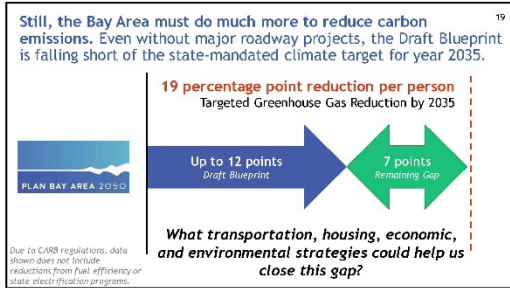 19
Still, the Bay Area must do much more to reduce carbon
emissions. Even without major roadway projects, the Draft Blueprint
is falling short of the state-mandated climate target for year 2035.
19 percentage point reduction per person
Targeted Greenhouse Gas Reduction by 2035
Up to 12 points
Draft Blueprint
7 points
Remaining Gap
PLAN BAY AREA 2050
What transportation, housing, economic,
and environmental strategies could help us
close this gap?
Due to CARB regulations, data
shown does not include
reductions from fuel efficiency or
state electrification programs.